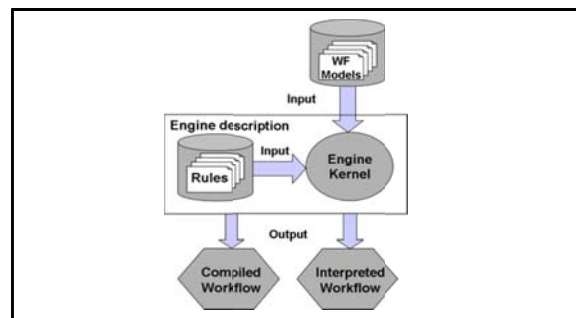 WF
Models
Input
Engine description
Input
Rules
Engine
Kernel
Output
Compiled
Workflow
Interpreted
Workflow